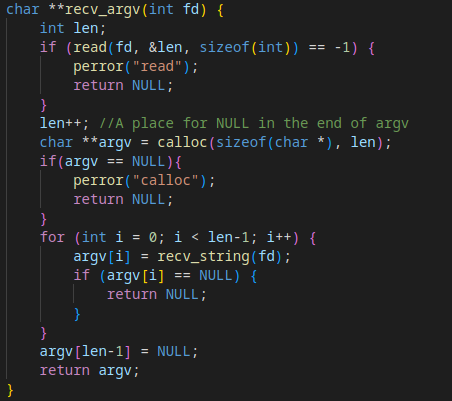 char **recv_argv(int fd) {
    int len;
    if (read(fd, &len, sizeof(int)) == -1) {
        perror("read");
        return NULL;
    }
    len++; //A place for NULL in the end of argv
    char **argv = calloc(sizeof(char *), len);
    if(argv == NULL){
        perror("calloc");
        return NULL;
    }
    for (int i = 0; i < len-1; i++) {
        argv[i] = recv_string(fd);
        if (argv[i] == NULL) {
            return NULL;
        }
    }
    argv[len-1] = NULL;
    return argv;
}